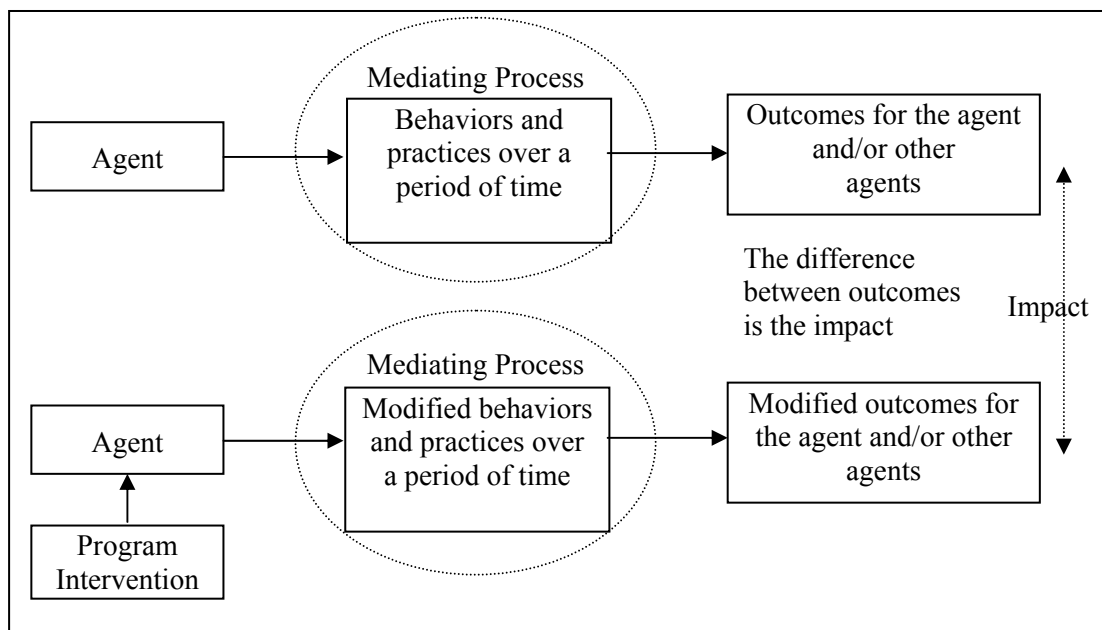 Mediating Process
Agent
Behaviors and
practices over a
period of time
Outcomes for the agent
and/or other
agents
The difference
between outcomes
is the impact
Impact
Mediating Process
Agent
Modified behaviors
and practices over
a period of time
Modified outcomes for
the agent and/or other
agents
Program
Intervention